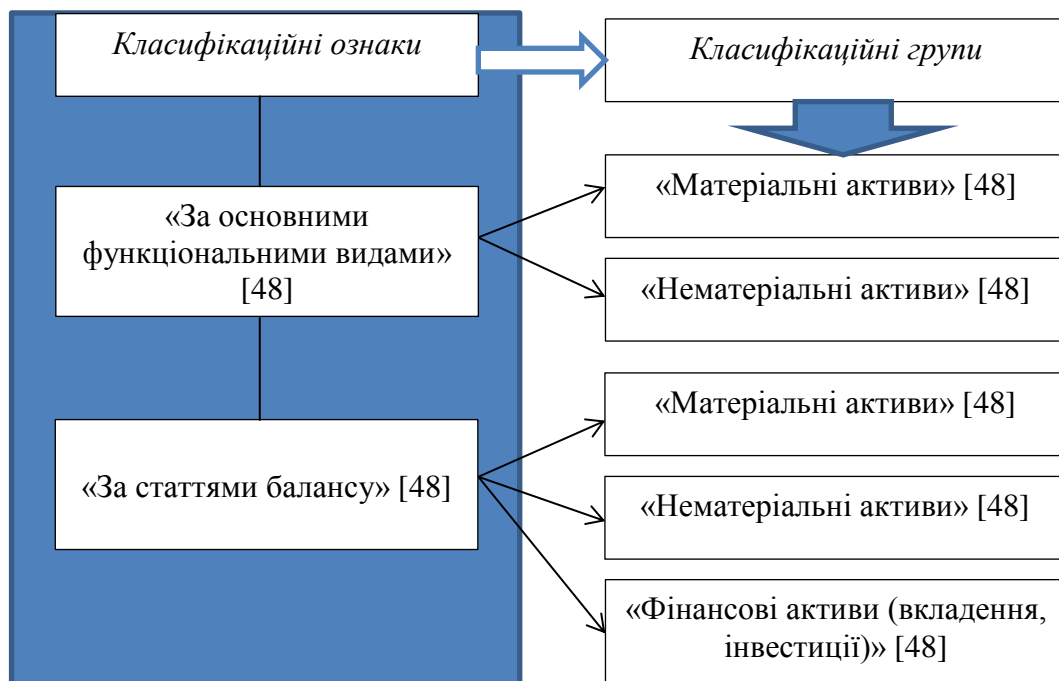 Класифікаційні ознаки
Класифікаційні групи
«За основними
функціональними видами»
[48]
«Матеріальні активи» [48]
«Нематеріальні активи» [48]
«За статтями балансу» [48]
«Матеріальні активи» [48]
«Нематеріальні активи» [48]
«Фінансові активи (вкладення,
інвестиції)» [48]